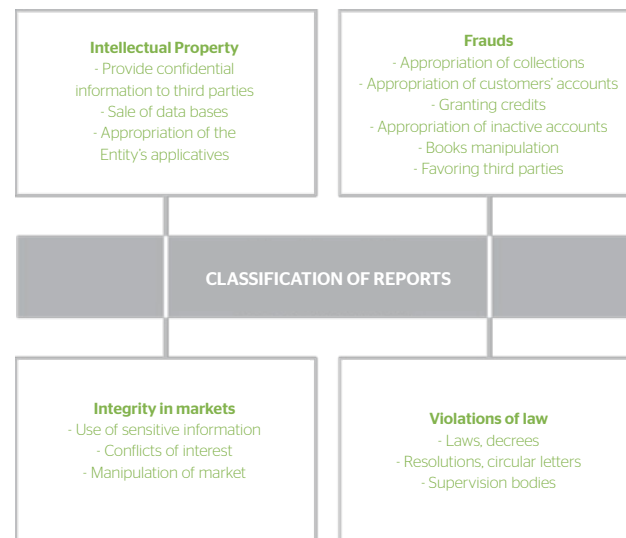 Intellectual Property
- Provide confidential
information to third parties
- Sale of data bases
- Appropriation of the
Entity's applicatives
Frauds
- Appropriation of collections
- Appropriation of customers' accounts
- Granting credits
- Appropriation of inactive accounts
- Books manipulation
- Favoring third parties
CLASSIFICATION OF REPORTS
Integrity in markets
- Use of sensitive information
- Conflicts of interest
- Manipulation of market
Violations of law
- Laws, decrees
- Resolutions, circular letters
- Supervision bodies